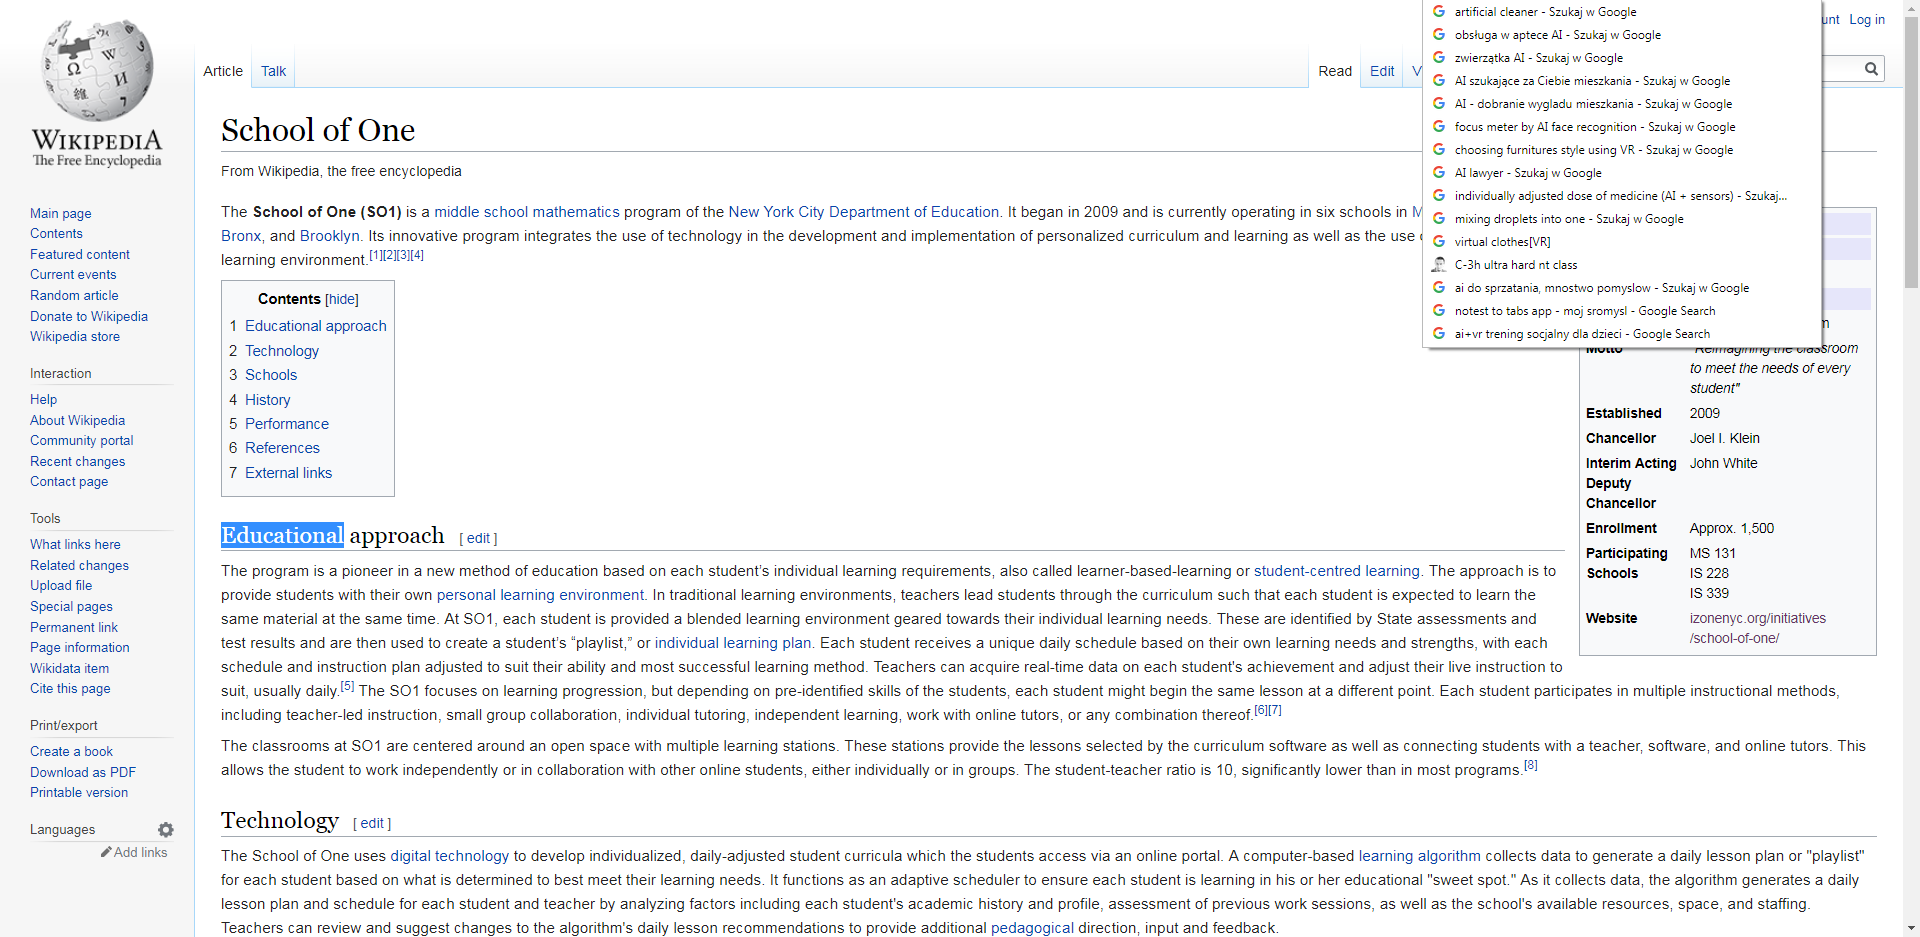 WIKIPEDIA
The Free Encyclopedia
Main page
Contents
Featured content
Current events
Random article
Donate to Wikipedia
Wikipedia store
Interaction
Help
About Wikipedia
Community portal
Recent changes
Contact page
Tools
What links here
Related changes
Upload file
Special pages
Permanent link
Page information
Wikidata item
Cite this page
Print/export
Create a book
Download as PDF
Printable version
Languages
Add links
Article Talk
Read Edit V
unt Log in
artificial cleaner - Szukaj w Google
obsługa w aptece AI - Szukaj w Google
zwierzątka AI - Szukaj w Google
AI szukające za Ciebie mieszkania - Szukaj w Google
AI - dobranie wygladu mieszkania - Szukaj w Google
focus meter by AI face recognition - Szukaj w Google
choosing furnitures style using VR - Szukaj w Google
AI lawyer - Szukaj w Google
individually adjusted dose of medicine (AI + sensors) - Szukaj...
mixing droplets into one - Szukaj w Google
virtual clothes[VR]
C-3h ultra hard nt class
ai do sprzatania, mnostwo pomyslow - Szukaj w Google
notest to tabs app - moj sromysl - Google Search
ai+vr trening socjalny dla dzieci - Google Search
School of One
From Wikipedia, the free encyclopedia
The School of One (SO1) is a middle school mathematics program of the New York City Department of Education. It began in 2009 and is currently operating in six schools in M
Bronx, and Brooklyn. Its innovative program integrates the use of technology in the development and implementation of personalized curriculum and learning as well as the use
learning environment.[1][2][3][4]
Contents [hide]
1 Educational approach
2 Technology
3 Schools
4 History
5 Performance
6 References
7 External links
Motto "Reimagining the classroom
to meet the needs of every
student"
Established 2009
Chancellor Joel I. Klein
Interim Acting John White
Deputy
Chancellor
Enrollment Approx. 1,500
Participating MS 131
Schools IS 228
IS 339
Website izonenyc.org/initiatives
/school-of-one/
Educational approach [ edit ]
The program is a pioneer in a new method of education based on each student's individual learning requirements, also called learner-based-learning or student-centred learning. The approach is to
provide students with their own personal learning environment. In traditional learning environments, teachers lead students through the curriculum such that each student is expected to learn the
same material at the same time. At SO1, each student is provided a blended learning environment geared towards their individual learning needs. These are identified by State assessments and
test results and are then used to create a student's “playlist,” or individual learning plan. Each student receives a unique daily schedule based on their own learning needs and strengths, with each
schedule and instruction plan adjusted to suit their ability and most successful learning method. Teachers can acquire real-time data on each student's achievement and adjust their live instruction to
suit, usually daily.[5] The SO1 focuses on learning progression, but depending on pre-identified skills of the students, each student might begin the same lesson at a different point. Each student participates in multiple instructional methods,
including teacher-led instruction, small group collaboration, individual tutoring, independent learning, work with online tutors, or any combination thereof.[6][7]
The classrooms at SO1 are centered around an open space with multiple learning stations. These stations provide the lessons selected by the curriculum software as well as connecting students with a teacher, software, and online tutors. This
allows the student to work independently or in collaboration with other online students, either individually or in groups. The student-teacher ratio is 10, significantly lower than in most programs.[8]
Technology [ edit ]
The School of One uses digital technology to develop individualized, daily-adjusted student curricula which the students access via an online portal. A computer-based learning algorithm collects data to generate a daily lesson plan or "playlist"
for each student based on what is determined to best meet their learning needs. It functions as an adaptive scheduler to ensure each student is learning in his or her educational "sweet spot." As it collects data, the algorithm generates a daily
lesson plan and schedule for each student and teacher by analyzing factors including each student's academic history and profile, assessment of previous work sessions, as well as the school's available resources, space, and staffing.
Teachers can review and suggest changes to the algorithm's daily lesson recommendations to provide additional pedagogical direction, input and feedback.